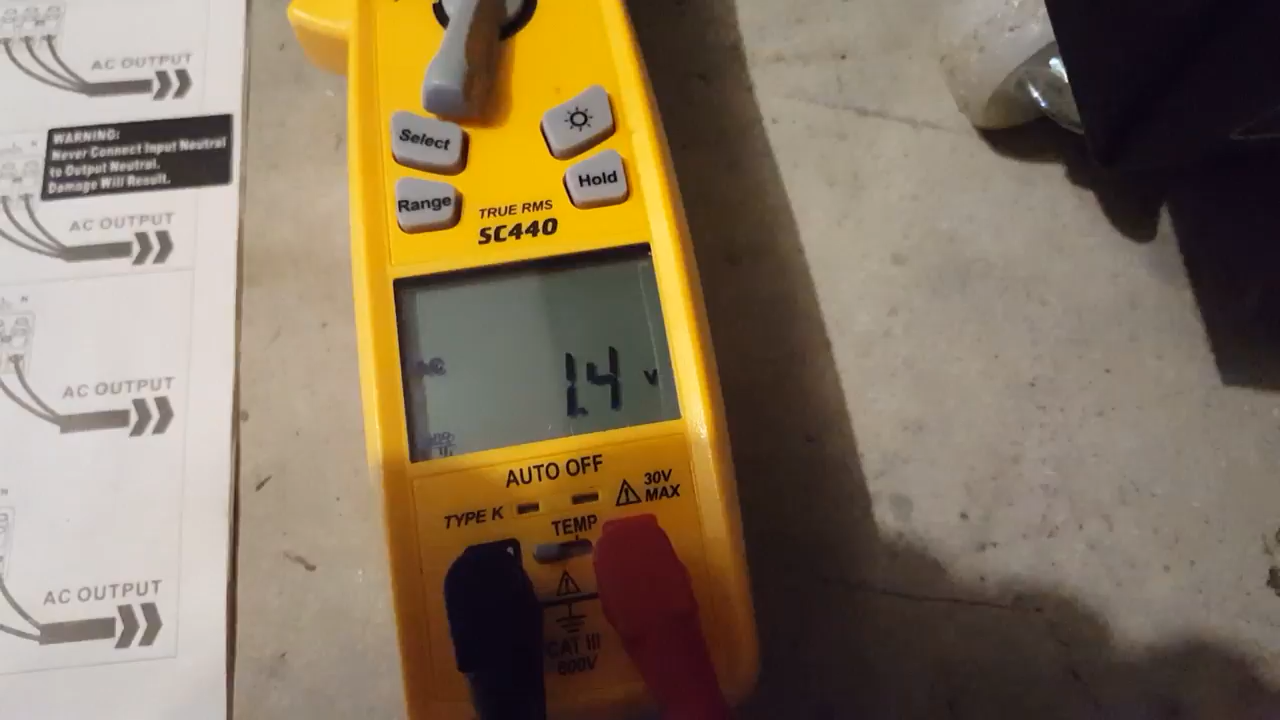 AC OUTPUT
WARNING:
Never Connect Input Neutral
to Output Neutral.
Damage Will Result.
AC OUTPUT
L N
AC OUTPUT
N
AC OUTPUT
Select
Hold
Range
TRUE RMS
SC440
AC
1.4 V
AUTO OFF
30V
MAX
TYPE K
TEMP
CAT III
600V